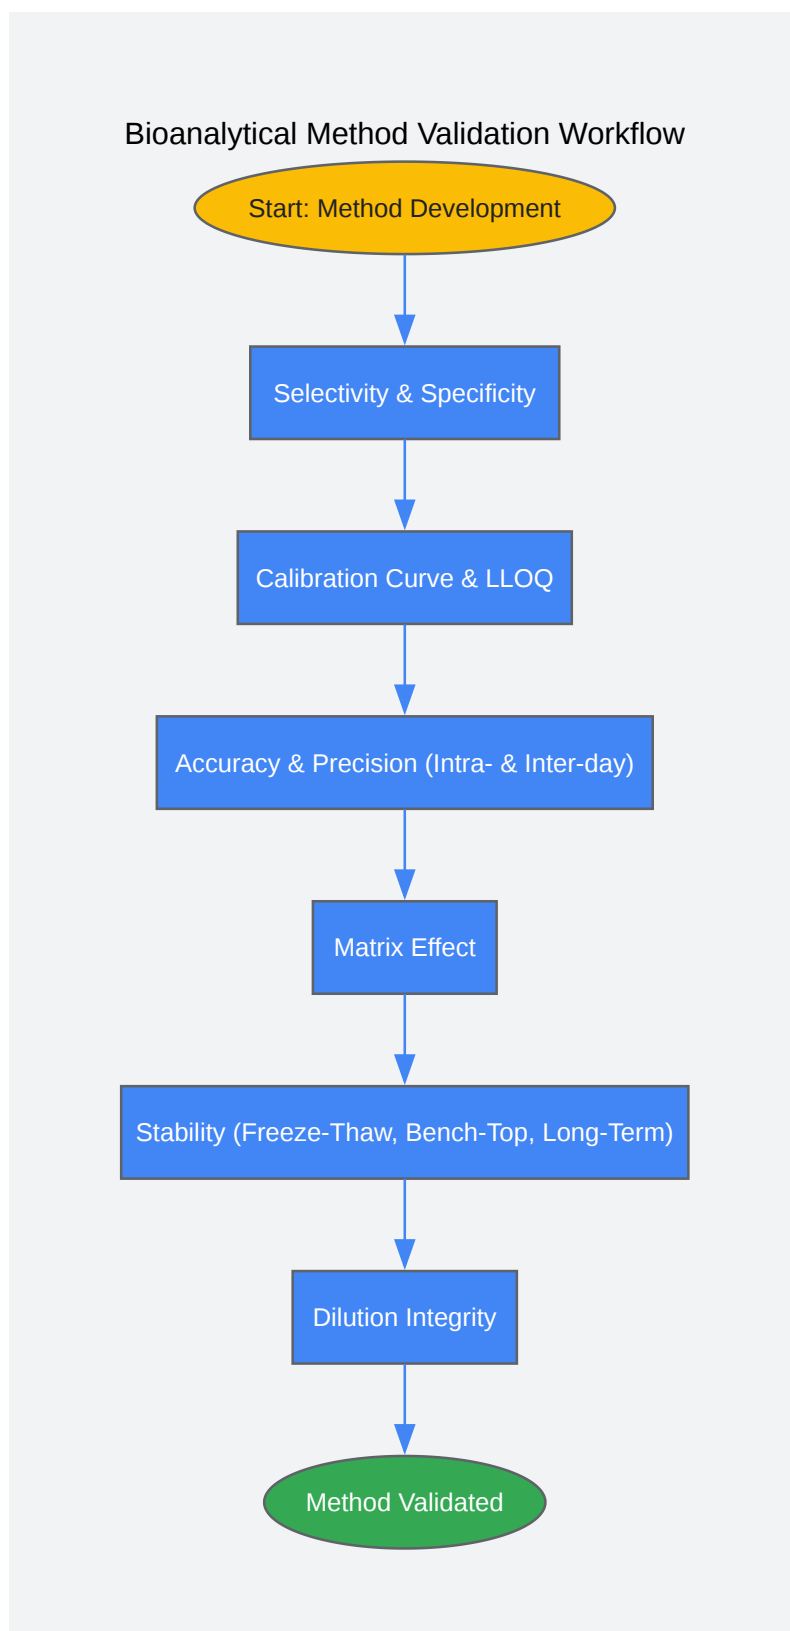 Bioanalytical Method Validation Workflow
Start: Method Development
Selectivity & Specificity
Calibration Curve & LLOQ
Accuracy & Precision (Intra- & Inter-day)
Matrix Effect
Stability (Freeze-Thaw, Bench-Top, Long-Term)
Dilution Integrity
Method Validated